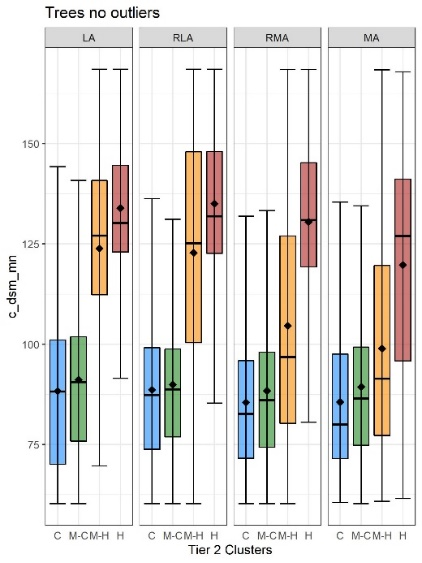 Trees no outliers
LA RLA RMA MA
150
125
100
75
c_dsm_mn
C M-C M-H H C M-C M-H H C M-C M-H H C M-C M-H H
Tier 2 Clusters